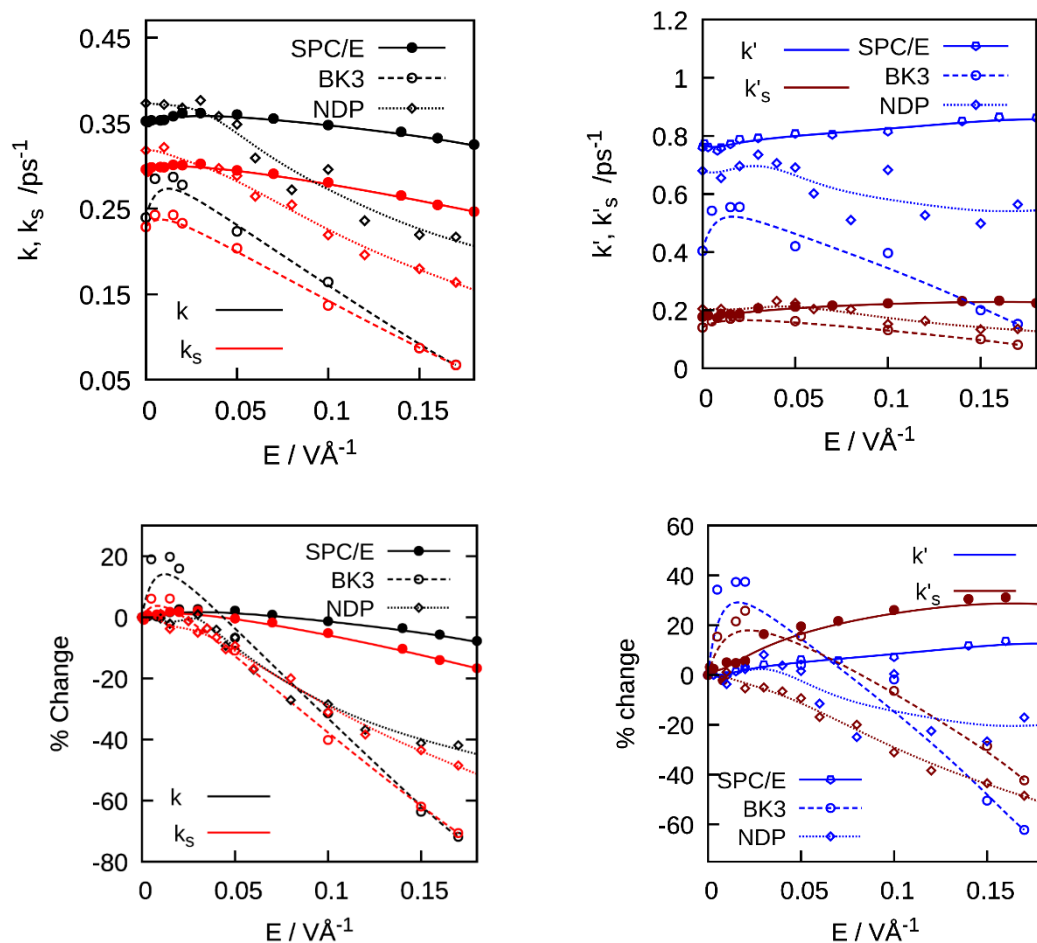 0.45
0.35
0.25
0.15
0.05
k, kₛ /ps⁻¹
SPC/E
BK3
NDP
k
kₛ
0 0.05 0.1 0.15
E / VÅ⁻¹
1.2
1
0.8
0.6
0.4
0.2
0
k', k'ₛ /ps⁻¹
k'
k'ₛ
SPC/E
BK3
NDP
0 0.05 0.1 0.15
E / VÅ⁻¹
20
0
-20
-40
-60
-80
% Change
SPC/E
BK3
NDP
k
kₛ
0 0.05 0.1 0.15
E / VÅ⁻¹
60
40
20
0
-20
-40
-60
% change
k'
k'ₛ
SPC/E
BK3
NDP
0 0.05 0.1 0.15
E / VÅ⁻¹